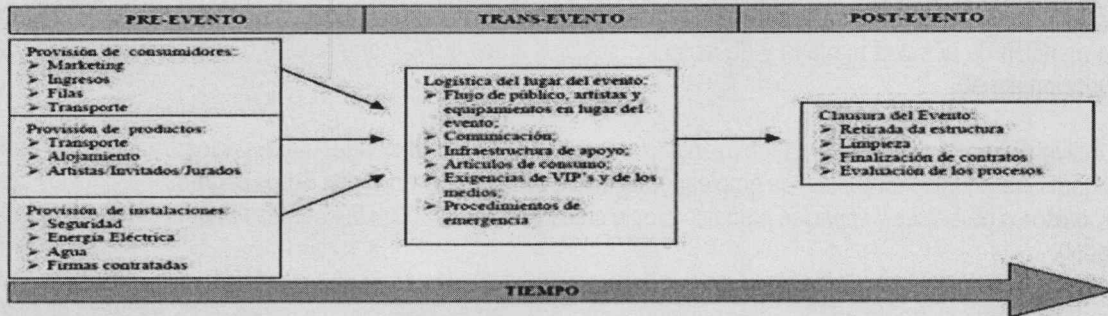 PRE-EVENTO
TRANS-EVENTO
POST-EVENTO
Provisión de consumidores:
➤ Marketing
➤ Ingresos
➤ Filas
➤ Transporte
Provisión de productos:
➤ Transporte
➤ Alojamiento
➤ Artistas/Invitados/Jurados
Provisión de instalaciones:
➤ Seguridad
➤ Energía Eléctrica
➤ Agua
➤ Firmas contratadas
Logística del lugar del evento:
➤ Flujo de público, artistas y
equipamientos en lugar del
evento;
➤ Comunicación;
➤ Infraestructura de apoyo;
➤ Artículos de consumo;
➤ Exigencias de VIP's y de los
medios;
➤ Procedimientos de
emergencia
Clausura del Evento:
➤ Retirada da estructura
➤ Limpieza
➤ Finalización de contratos
➤ Evaluación de los procesos
TIEMPO